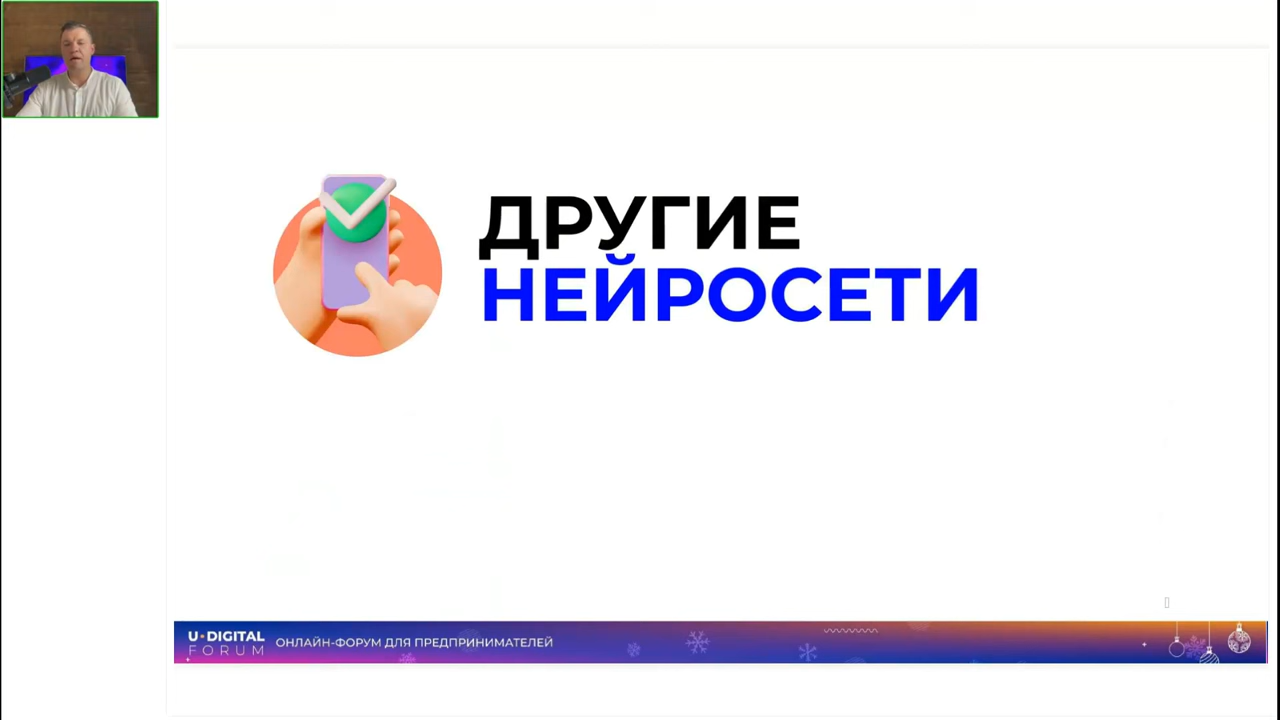 ДРУГИЕ
НЕЙРОСЕТИ
U•DIGITAL
FORUM
ОНЛАЙН-ФОРУМ ДЛЯ ПРЕДПРИНИМАТЕЛЕЙ